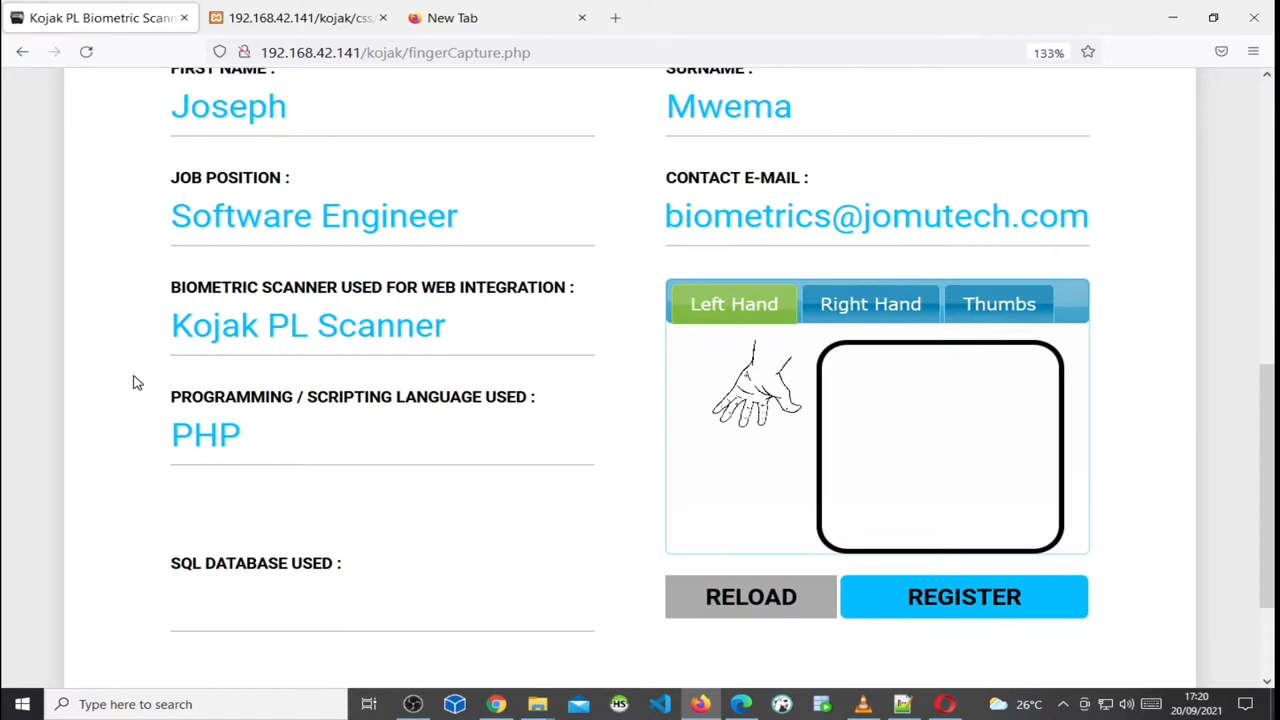 Kojak PL Biometric Scann
192.168.42.141/kojak/css/
New Tab
192.168.42.141/kojak/fingerCapture.php
133%
FIRST NAME :
SURNAME :
Joseph
Mwema
JOB POSITION :
CONTACT E-MAIL :
Software Engineer
biometrics@jomutech.com
BIOMETRIC SCANNER USED FOR WEB INTEGRATION :
Left Hand
Right Hand
Thumbs
Kojak PL Scanner
PROGRAMMING / SCRIPTING LANGUAGE USED :
PHP
SQL DATABASE USED :
RELOAD
REGISTER
Type here to search
HS
26°C
17:20
20/09/2021